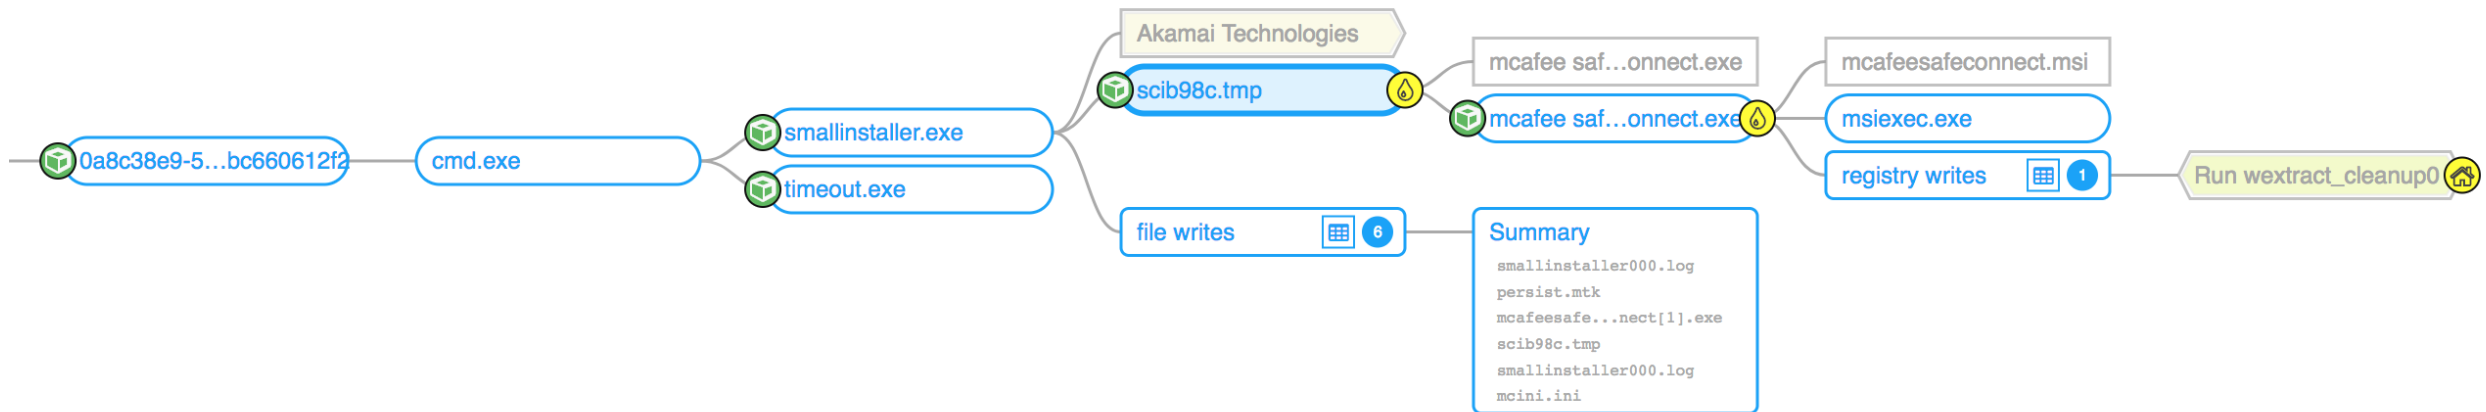 0a8c38e9-5...bc660612f2
cmd.exe
smallinstaller.exe
timeout.exe
Akamai Technologies
scib98c.tmp
file writes 6
mcafee saf...onnect.exe
mcafee saf...onnect.exe
Summary
smallinstaller000.log
persist.mtk
mcafeesafe...nect[1].exe
scib98c.tmp
smallinstaller000.log
mcini.ini
mcafeesafeconnect.msi
msiexec.exe
registry writes 1
Run wextract_cleanup0